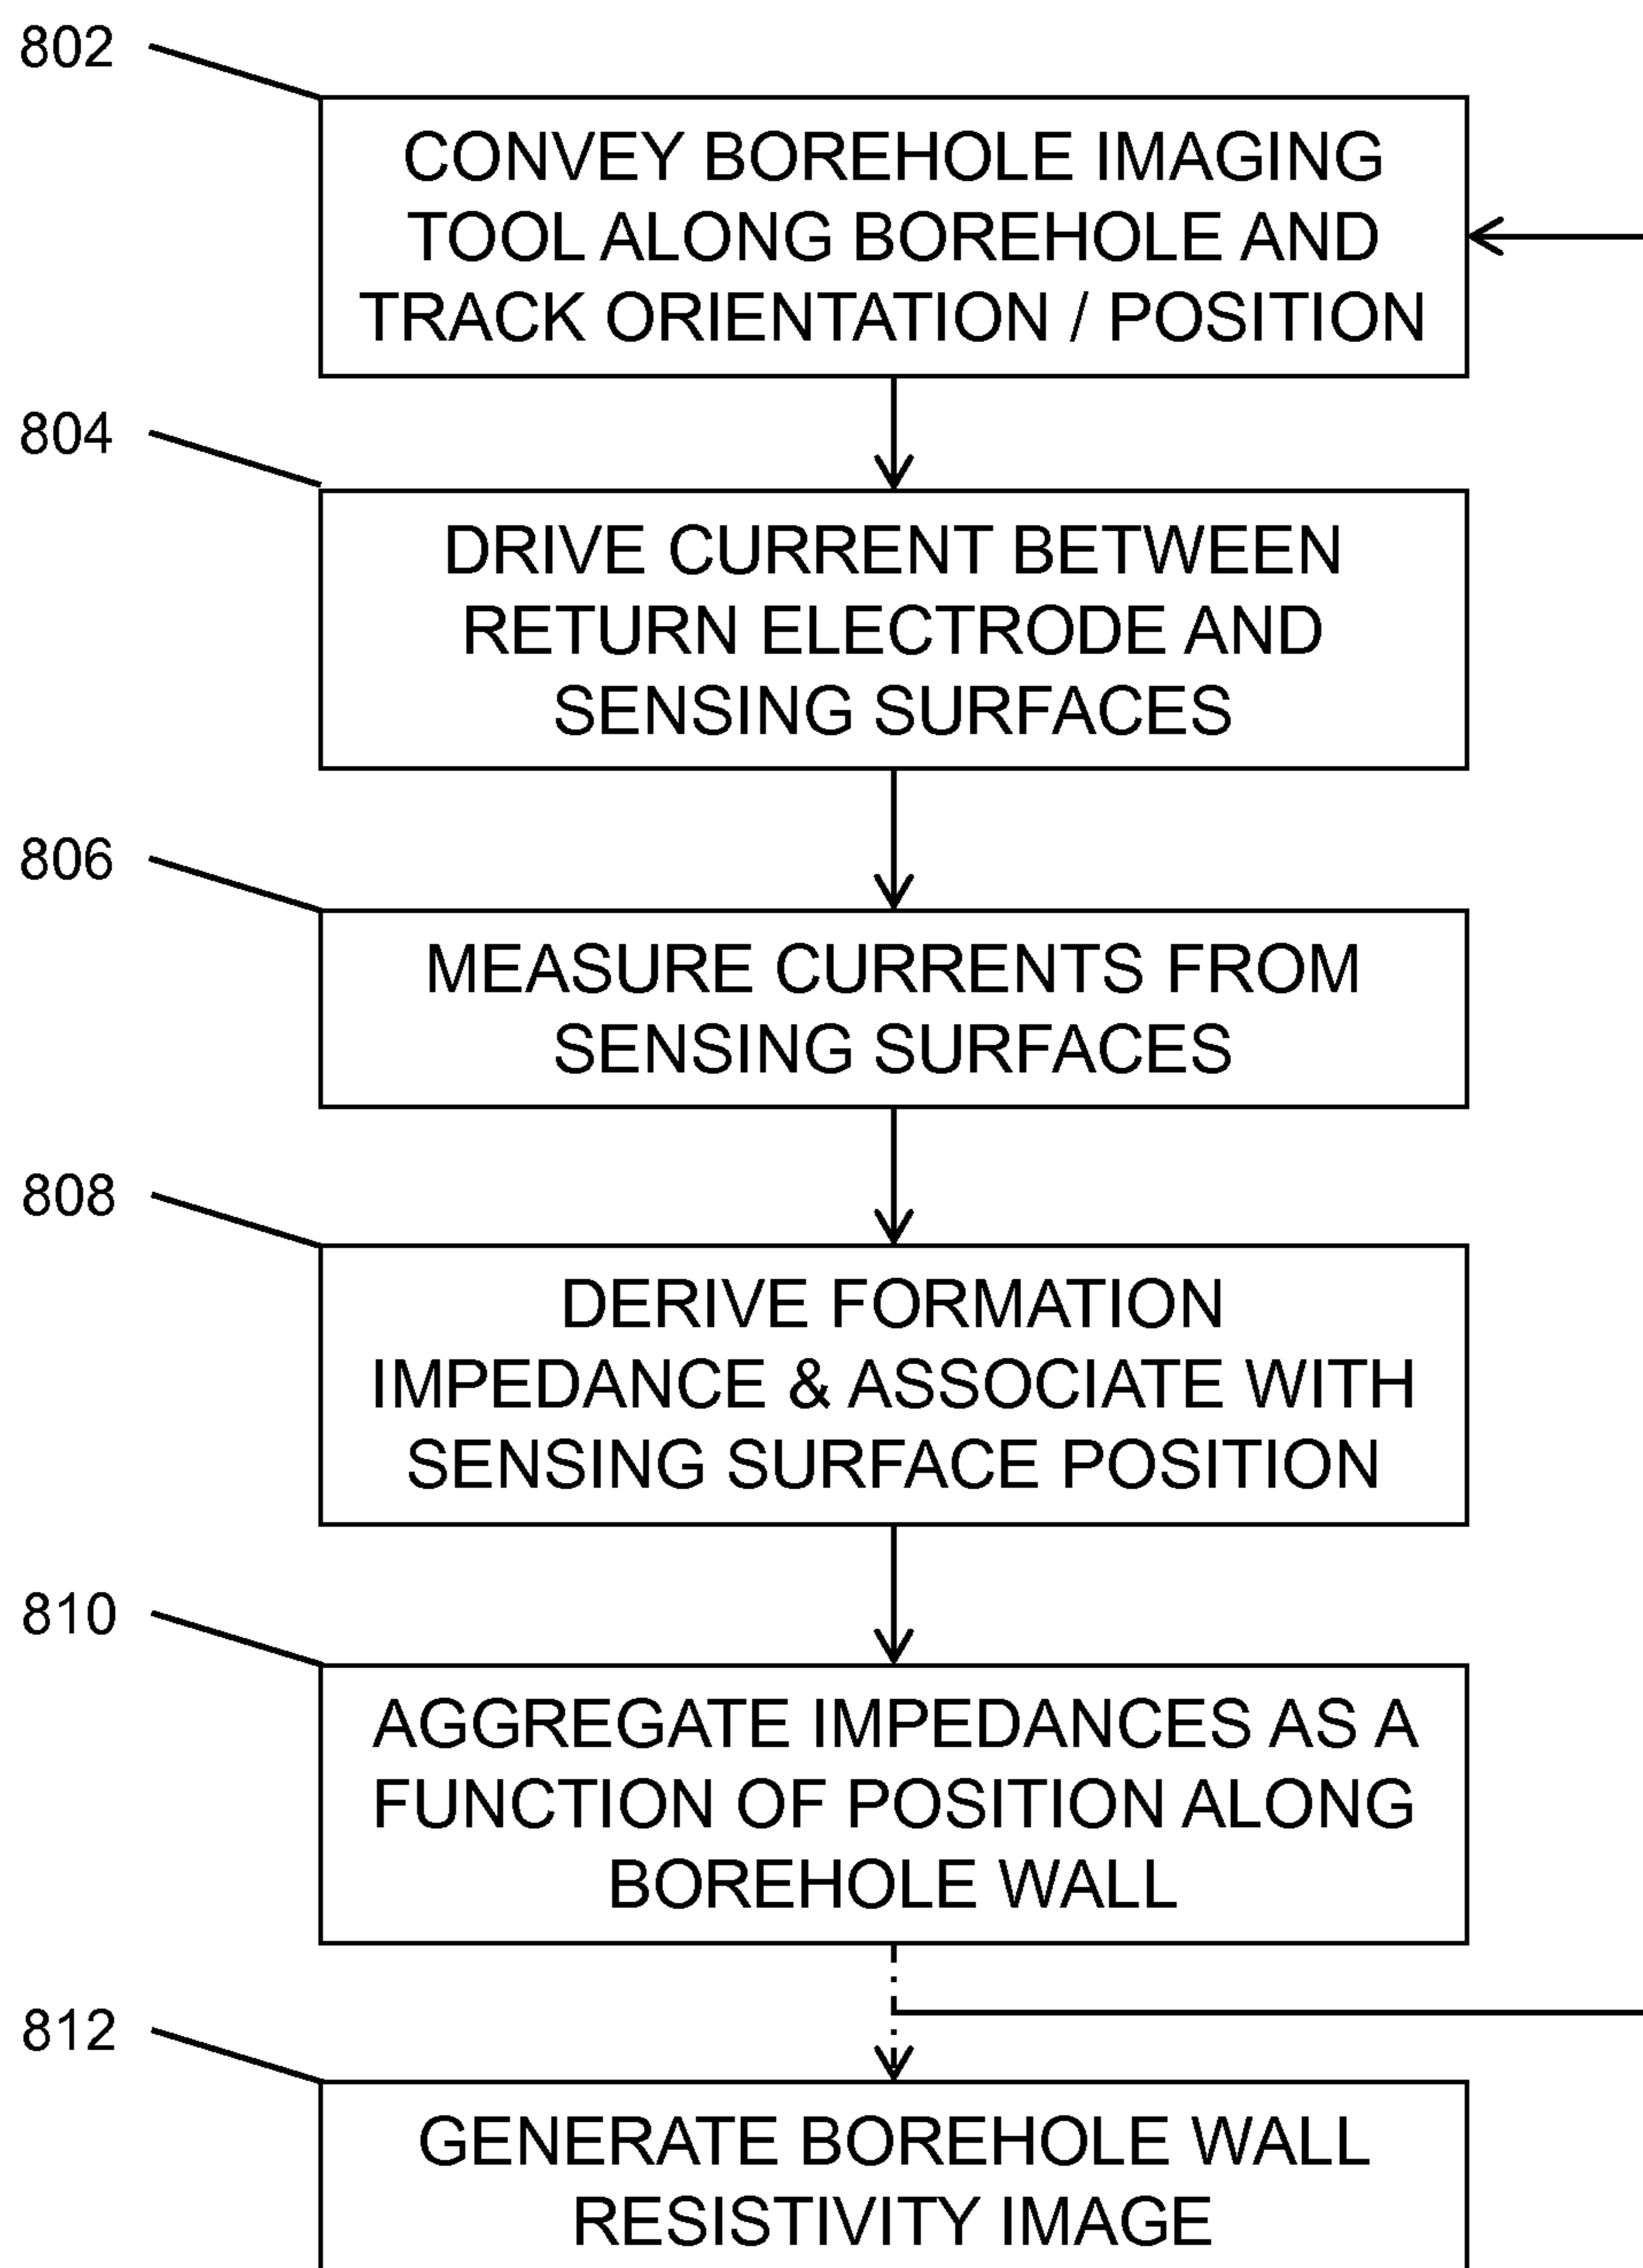 802
CONVEY BOREHOLE IMAGING
TOOL ALONG BOREHOLE AND
TRACK ORIENTATION / POSITION
804
DRIVE CURRENT BETWEEN
RETURN ELECTRODE AND
SENSING SURFACES
806
MEASURE CURRENTS FROM
SENSING SURFACES
808
DERIVE FORMATION
IMPEDANCE & ASSOCIATE WITH
SENSING SURFACE POSITION
810
AGGREGATE IMPEDANCES AS A
FUNCTION OF POSITION ALONG
BOREHOLE WALL
812
GENERATE BOREHOLE WALL
RESISTIVITY IMAGE